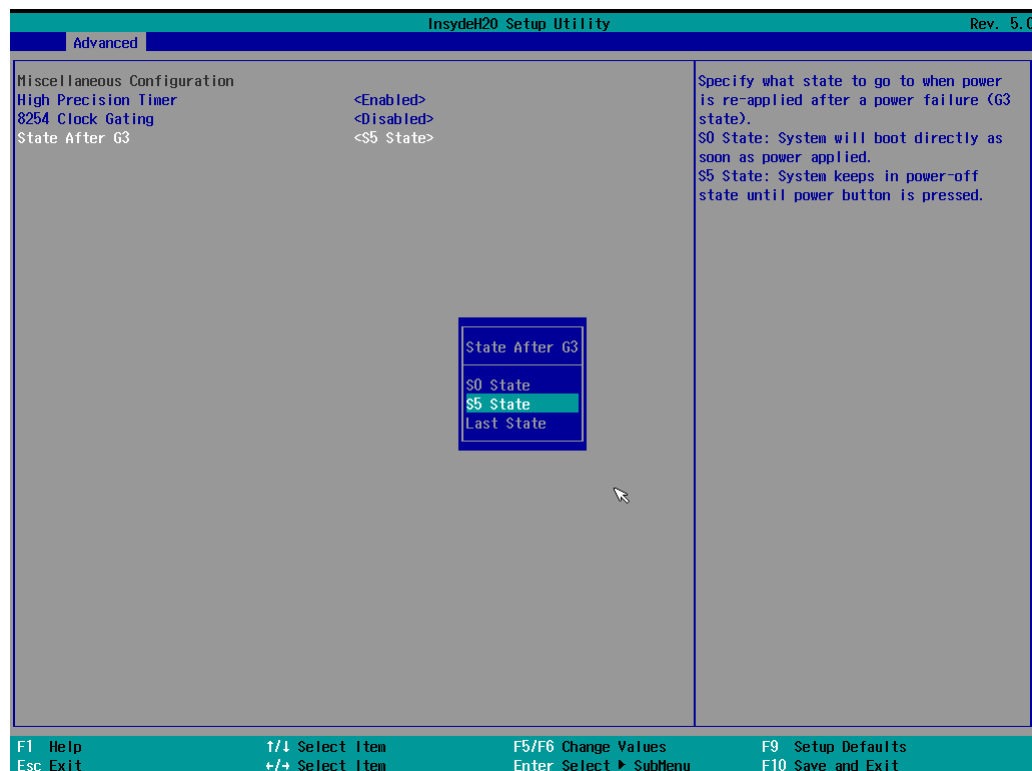 InsydeH20 Setup Utility Rev. 5.0
Advanced
Miscellaneous Configuration
High Precision Timer <Enabled>
8254 Clock Gating <Disabled>
State After G3 <S5 State>
Specify what state to go to when power
is re-applied after a power failure (G3
state).
S0 State: System will boot directly as
soon as power applied.
S5 State: System keeps in power-off
state until power button is pressed.
State After G3
S0 State
S5 State
Last State
F1 Help ↑/↓ Select Item F5/F6 Change Values F9 Setup Defaults
Esc Exit ←/→ Select Item Enter Select ▶ SubMenu F10 Save and Exit